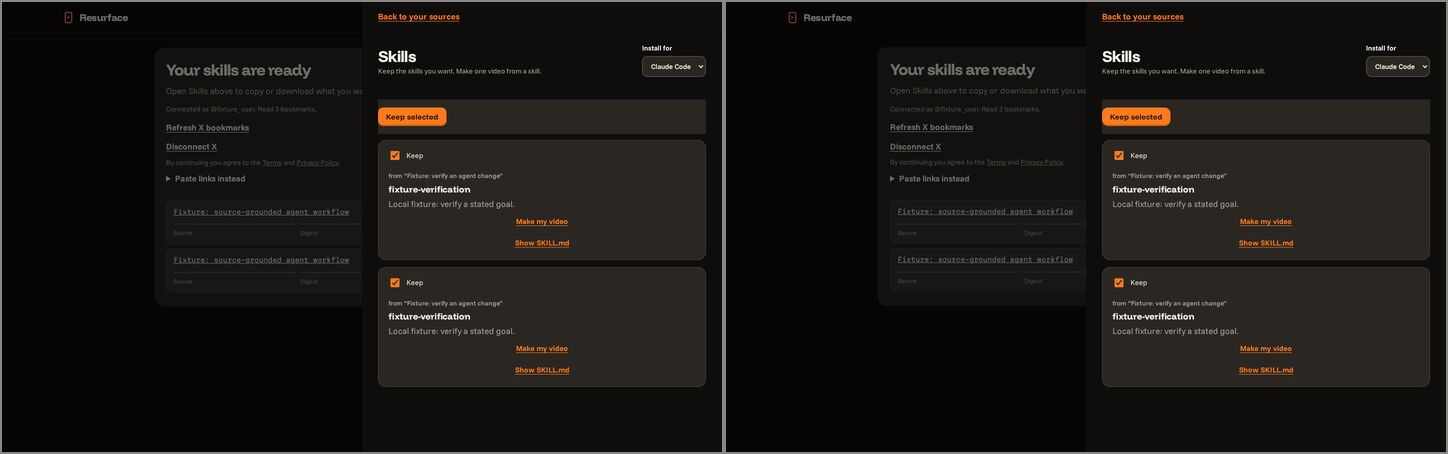 Resurface
Your skills are ready
Open Skills above to copy or download what you wa
Connected as @fixture_user. Read 3 bookmarks.
Refresh X bookmarks
Disconnect X
By continuing you agree to the Terms and Privacy Policy.
Paste links instead
Fixture: source-grounded agent workflow
Source Digest
Fixture: source-grounded agent workflow
Source Digest
Back to your sources
Skills
Keep the skills you want. Make one video from a skill.
Install for
Claude Code
Keep selected
Keep
from "Fixture: verify an agent change"
fixture-verification
Local fixture: verify a stated goal.
Make my video
Show SKILL.md
Keep
from "Fixture: verify an agent change"
fixture-verification
Local fixture: verify a stated goal.
Make my video
Show SKILL.md
Resurface
Your skills are ready
Open Skills above to copy or download what you wa
Connected as @fixture_user. Read 3 bookmarks.
Refresh X bookmarks
Disconnect X
By continuing you agree to the Terms and Privacy Policy.
Paste links instead
Fixture: source-grounded agent workflow
Source Digest
Fixture: source-grounded agent workflow
Source Digest
Back to your sources
Skills
Keep the skills you want. Make one video from a skill.
Install for
Claude Code
Keep selected
Keep
from "Fixture: verify an agent change"
fixture-verification
Local fixture: verify a stated goal.
Make my video
Show SKILL.md
Keep
from "Fixture: verify an agent change"
fixture-verification
Local fixture: verify a stated goal.
Make my video
Show SKILL.md